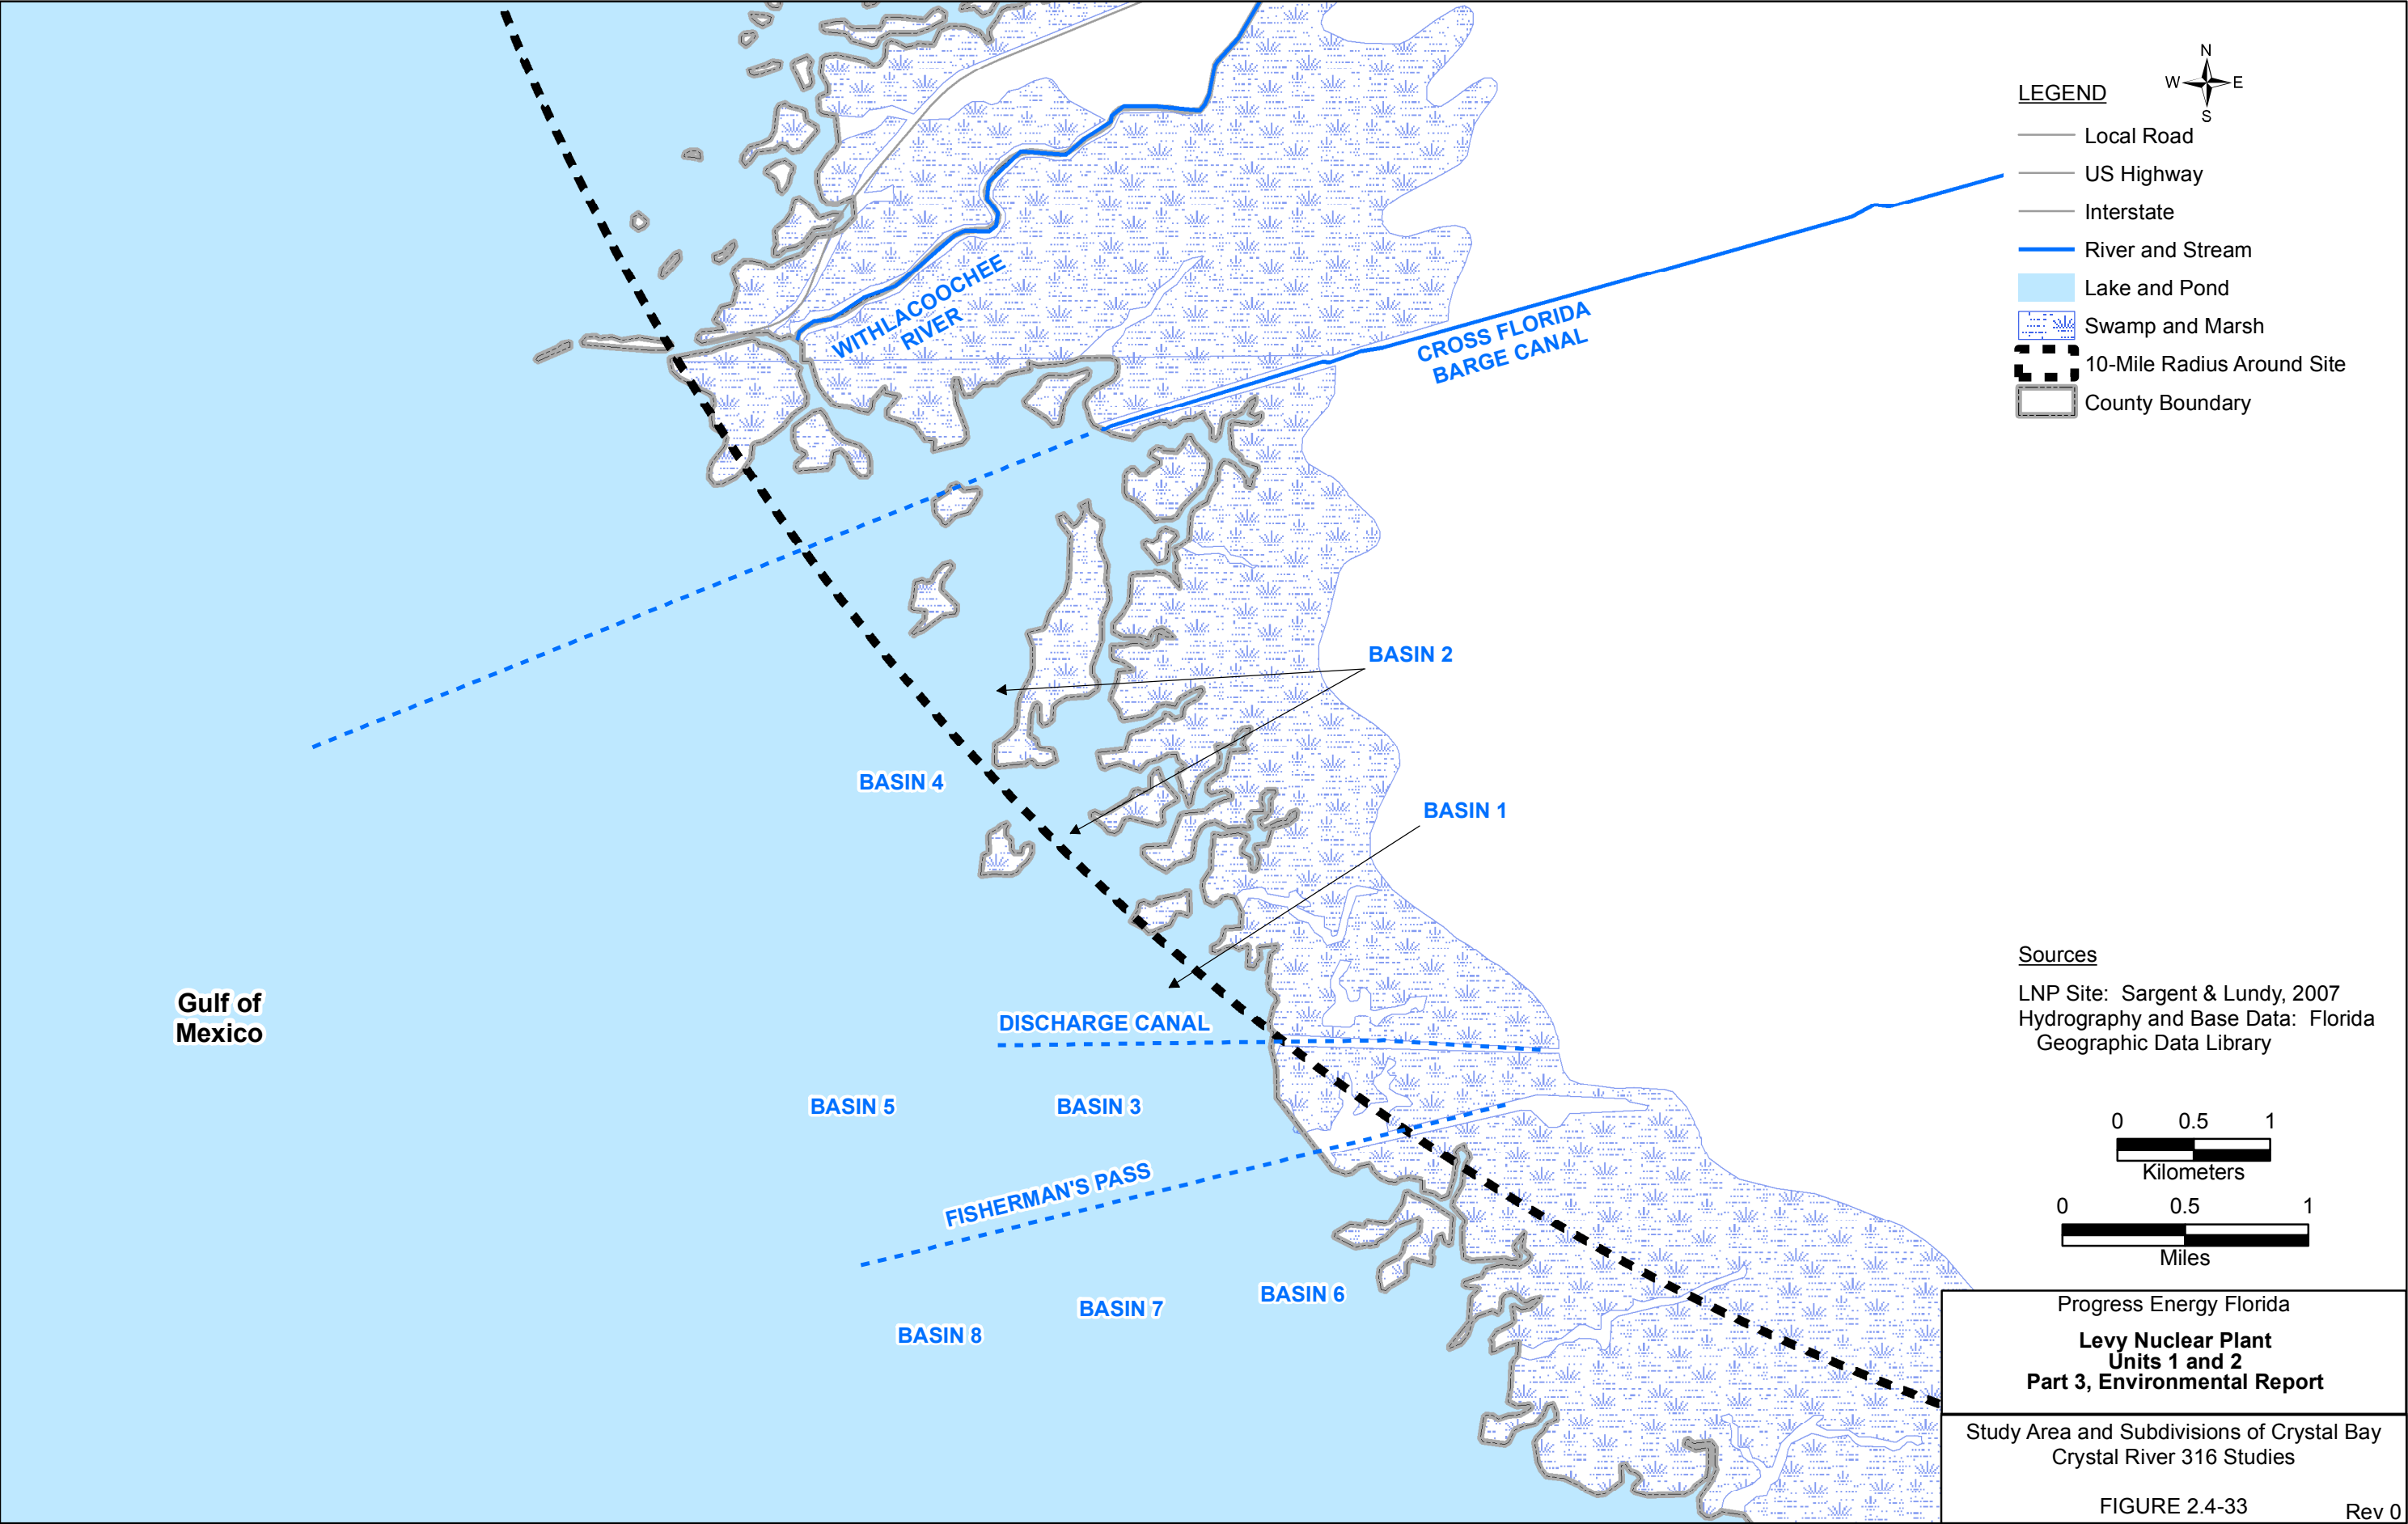 N
W E
S
LEGEND
Local Road
US Highway
Interstate
River and Stream
Lake and Pond
Swamp and Marsh
10-Mile Radius Around Site
County Boundary
WITHLACOOCHEE
RIVER
CROSS FLORIDA
BARGE CANAL
BASIN 2
BASIN 4
BASIN 1
Gulf of
Mexico
DISCHARGE CANAL
BASIN 5
BASIN 3
FISHERMAN'S PASS
BASIN 6
BASIN 7
BASIN 8
Sources
LNP Site: Sargent & Lundy, 2007
Hydrography and Base Data: Florida
Geographic Data Library
0 0.5 1
Kilometers
0 0.5 1
Miles
Progress Energy Florida
Levy Nuclear Plant
Units 1 and 2
Part 3, Environmental Report
Study Area and Subdivisions of Crystal Bay
Crystal River 316 Studies
FIGURE 2.4-33
Rev 0